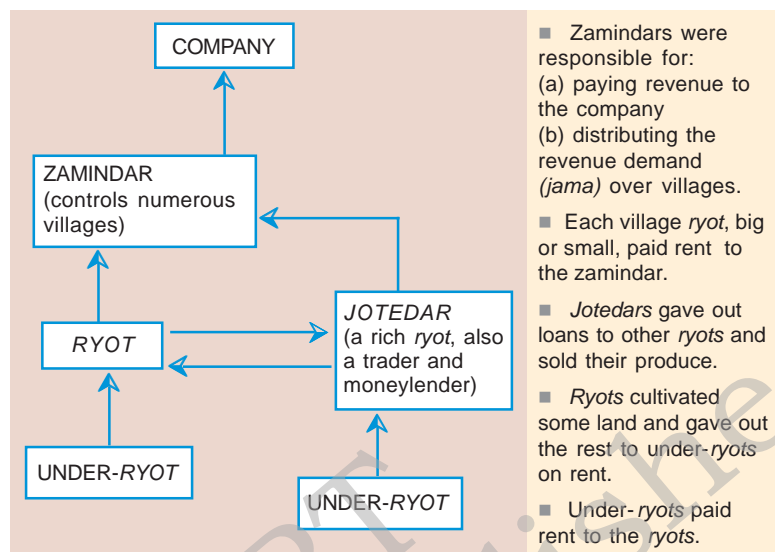 COMPANY
ZAMINDAR
(controls numerous
villages)
JOTEDAR
(a rich ryot, also
a trader and
moneylender)
RYOT
UNDER-RYOT
UNDER-RYOT
■ Zamindars were
responsible for:
(a) paying revenue to
the company
(b) distributing the
revenue demand
(jama) over villages.
■ Each village ryot, big
or small, paid rent to
the zamindar.
■ Jotedars gave out
loans to other ryots and
sold their produce.
■ Ryots cultivated
some land and gave out
the rest to under-ryots
on rent.
■ Under-ryots paid
rent to the ryots.